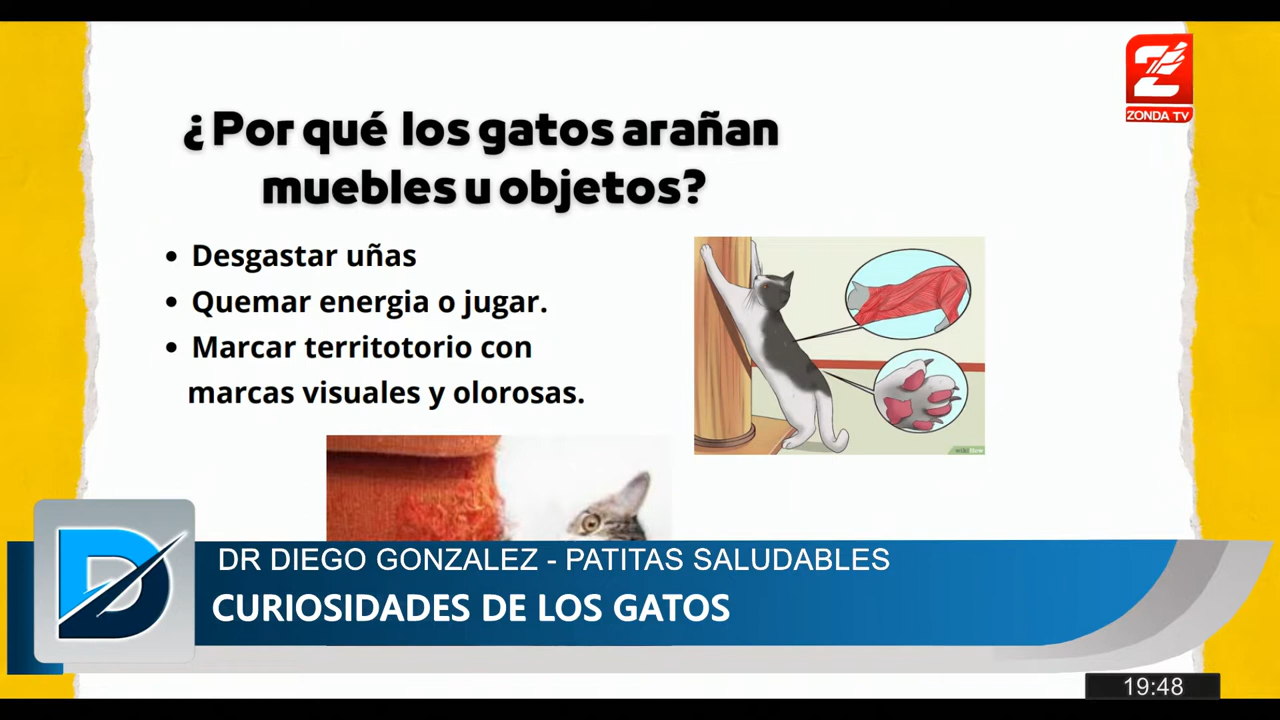 ZONDA TV
¿Por qué los gatos arañan
muebles u objetos?
• Desgastar uñas
• Quemar energia o jugar.
• Marcar territotorio con
marcas visuales y olorosas.
wikiHow
DR DIEGO GONZALEZ - PATITAS SALUDABLES
CURIOSIDADES DE LOS GATOS
19:48